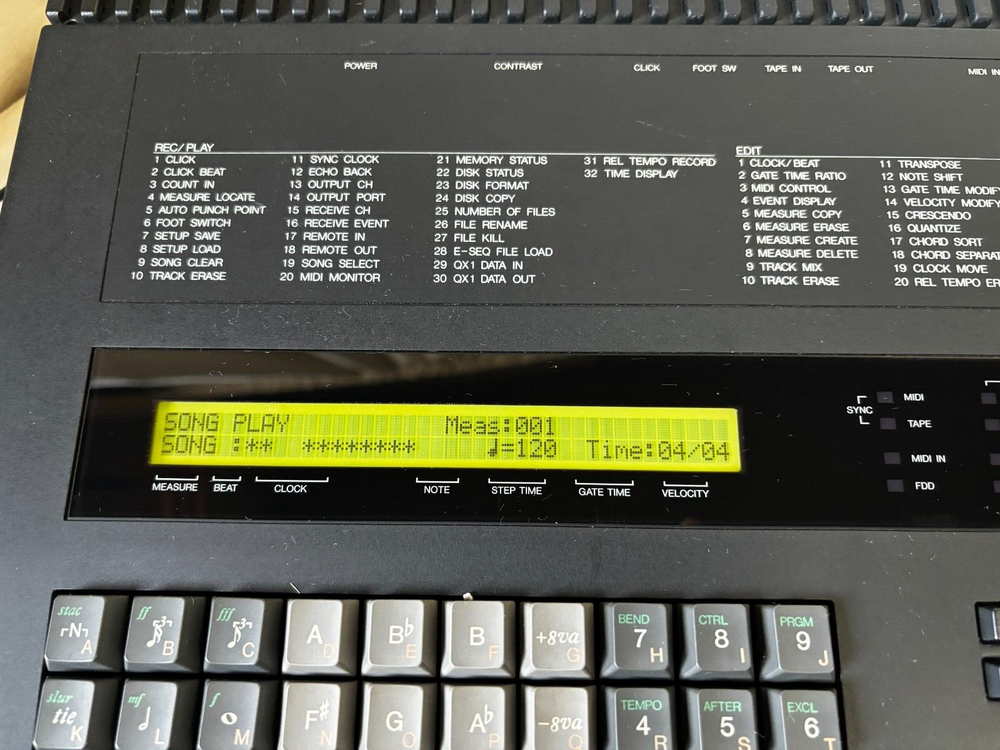 POWER CONTRAST CLICK FOOT SW TAPE IN TAPE OUT MIDI IN
REC/PLAY
1 CLICK
2 CLICK BEAT
3 COUNT IN
4 MEASURE LOCATE
5 AUTO PUNCH POINT
6 FOOT SWITCH
7 SETUP SAVE
8 SETUP LOAD
9 SONG CLEAR
10 TRACK ERASE
11 SYNC CLOCK
12 ECHO BACK
13 OUTPUT CH
14 OUTPUT PORT
15 RECEIVE CH
16 RECEIVE EVENT
17 REMOTE IN
18 REMOTE OUT
19 SONG SELECT
20 MIDI MONITOR
21 MEMORY STATUS
22 DISK STATUS
23 DISK FORMAT
24 DISK COPY
25 NUMBER OF FILES
26 FILE RENAME
27 FILE KILL
28 E-SEQ FILE LOAD
29 QX1 DATA IN
30 QX1 DATA OUT
31 REL TEMPO RECORD
32 TIME DISPLAY
EDIT
1 CLOCK/BEAT
2 GATE TIME RATIO
3 MIDI CONTROL
4 EVENT DISPLAY
5 MEASURE COPY
6 MEASURE ERASE
7 MEASURE CREATE
8 MEASURE DELETE
9 TRACK MIX
10 TRACK ERASE
11 TRANSPOSE
12 NOTE SHIFT
13 GATE TIME MODIFY
14 VELOCITY MODIFY
15 CRESCENDO
16 QUANTIZE
17 CHORD SORT
18 CHORD SEPARAT
19 CLOCK MOVE
20 REL TEMPO ER
SONG PLAY Meas:001
SONG :** ******** ♩=120 Time:04/04
MEASURE BEAT CLOCK NOTE STEP TIME GATE TIME VELOCITY
SYNC
MIDI
TAPE
MIDI IN
FDD
stac ff fff BEND CTRL PRGM
N 3 3 A B♭ B +8va 7 8 9
A B C D E F G H I J
slur mf f TEMPO AFTER EXCL
tie F♯ G A♭ -8va 4 5 6
K L M N O P Q R S T